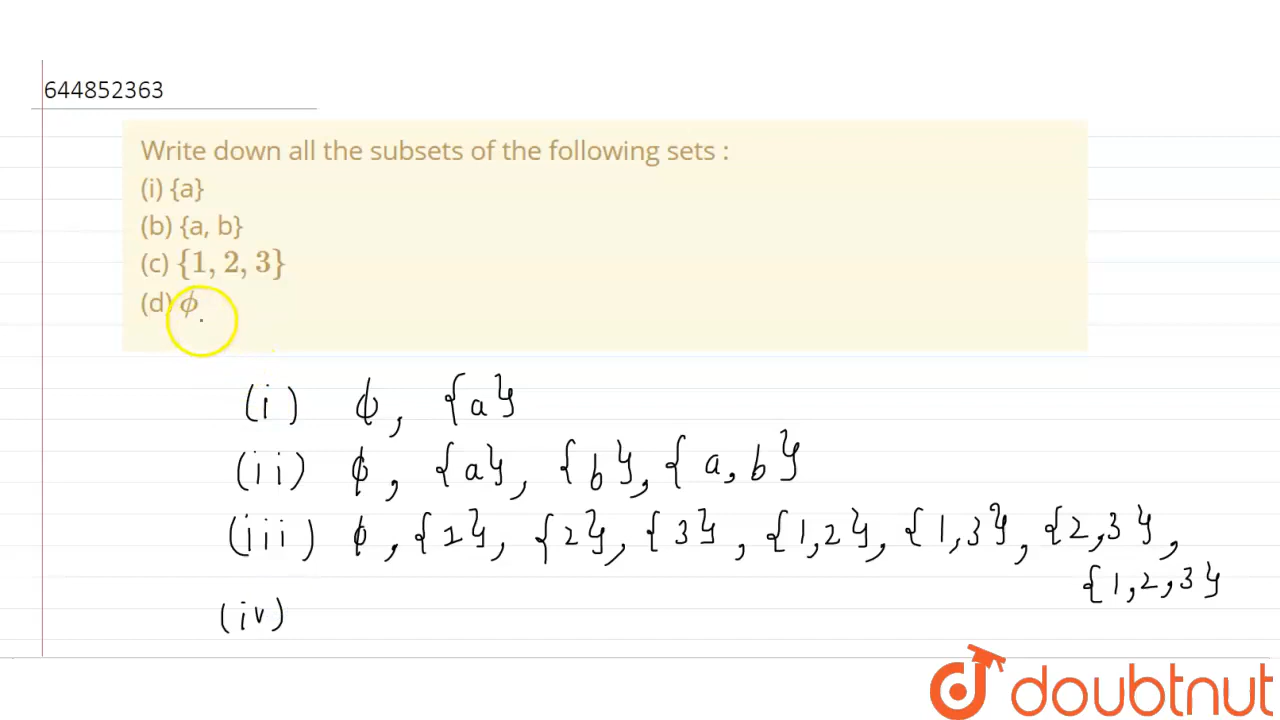 644852363
Write down all the subsets of the following sets :
(i) {a}
(b) {a, b}
(c) {1, 2, 3}
(d) ϕ
(i) ϕ, {a}
(ii) ϕ, {a}, {b}, {a, b}
(iii) ϕ, {1}, {2}, {3}, {1,2}, {1,3}, {2,3},
{1,2,3}
(iv)
doubtnut